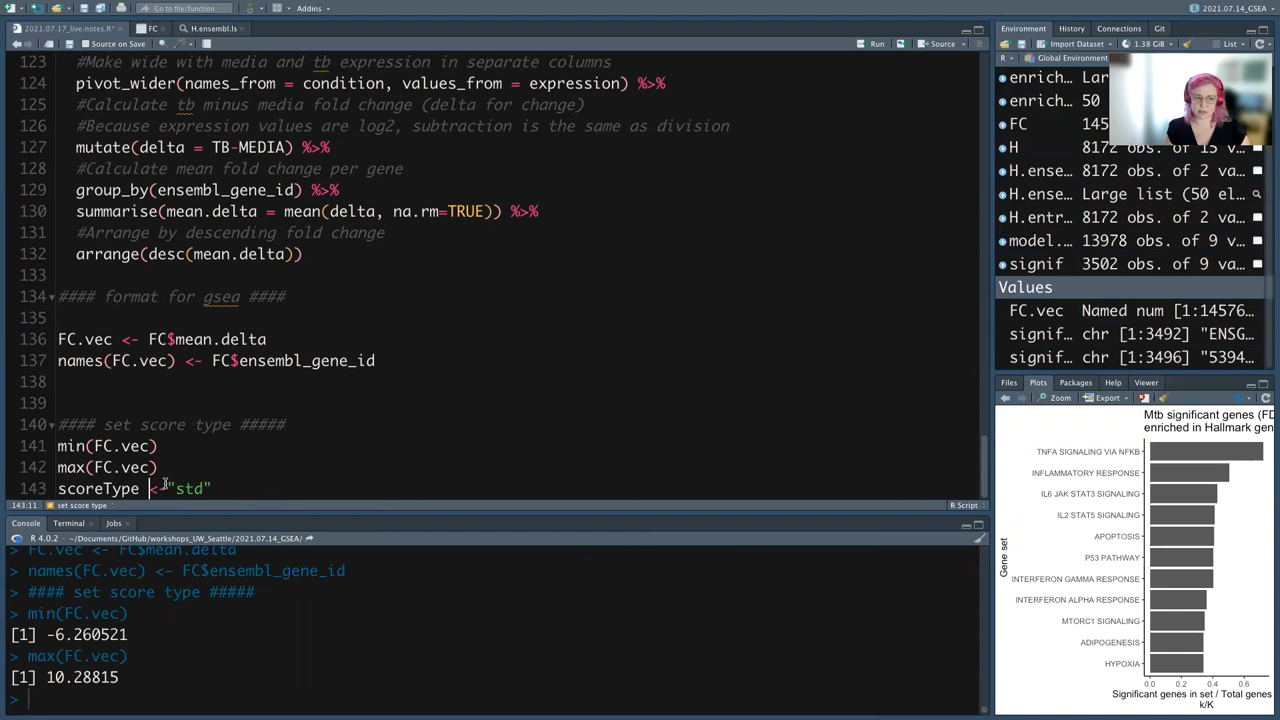 Go to file/function
Addins
2021.07.14_GSEA
2021.07.17_live.notes.R*
FC
H.ensembl.ls
Source on Save
Run
Source
123 #Make wide with media and tb expression in separate columns
124 pivot_wider(names_from = condition, values_from = expression) %>%
125 #Calculate tb minus media fold change (delta for change)
126 #Because expression values are log2, subtraction is the same as division
127 mutate(delta = TB-MEDIA) %>%
128 #Calculate mean fold change per gene
129 group_by(ensembl_gene_id) %>%
130 summarise(mean.delta = mean(delta, na.rm=TRUE)) %>%
131 #Arrange by descending fold change
132 arrange(desc(mean.delta))
133
134 #### format for gsea ####
135
136 FC.vec <- FC$mean.delta
137 names(FC.vec) <- FC$ensembl_gene_id
138
139
140 #### set score type #####
141 min(FC.vec)
142 max(FC.vec)
143 scoreType <-"std"
143:11
set score type
R Script
Console
Terminal
Jobs
R 4.0.2 · ~/Documents/GitHub/workshops_UW_Seattle/2021.07.14_GSEA/
> FC.vec <- FC$mean.delta
> names(FC.vec) <- FC$ensembl_gene_id
> #### set score type #####
> min(FC.vec)
[1] -6.260521
> max(FC.vec)
[1] 10.28815
>
Environment
History
Connections
Git
Import Dataset
1.38 GiB
List
R
Global Environment
enrich… Lar
enrich… 50
FC 145
H 8172 obs. of 15 v…
H.ense… 8172 obs. of 2 va…
H.ense… Large list (50 el…
H.entr… 8172 obs. of 2 va…
model.… 13978 obs. of 9 v…
signif 3502 obs. of 9 va…
Values
FC.vec Named num [1:14576…
signif… chr [1:3492] "ENSG…
signif… chr [1:3496] "5394…
Files
Plots
Packages
Help
Viewer
Zoom
Export
Mtb significant genes (FD
enriched in Hallmark gen
TNFA SIGNALING VIA NFKB
INFLAMMATORY RESPONSE
IL6 JAK STAT3 SIGNALING
IL2 STAT5 SIGNALING
APOPTOSIS
P53 PATHWAY
INTERFERON GAMMA RESPONSE
INTERFERON ALPHA RESPONSE
MTORC1 SIGNALING
ADIPOGENESIS
HYPOXIA
Gene set
0.0 0.2 0.4 0.6
Significant genes in set / Total genes
k/K